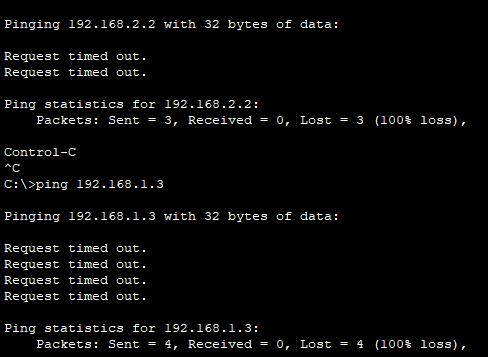 Pinging 192.168.2.2 with 32 bytes of data:
Request timed out.
Request timed out.
Ping statistics for 192.168.2.2:
    Packets: Sent = 3, Received = 0, Lost = 3 (100% loss),
Control-C
^C
C:\>ping 192.168.1.3
Pinging 192.168.1.3 with 32 bytes of data:
Request timed out.
Request timed out.
Request timed out.
Request timed out.
Ping statistics for 192.168.1.3:
    Packets: Sent = 4, Received = 0, Lost = 4 (100% loss),